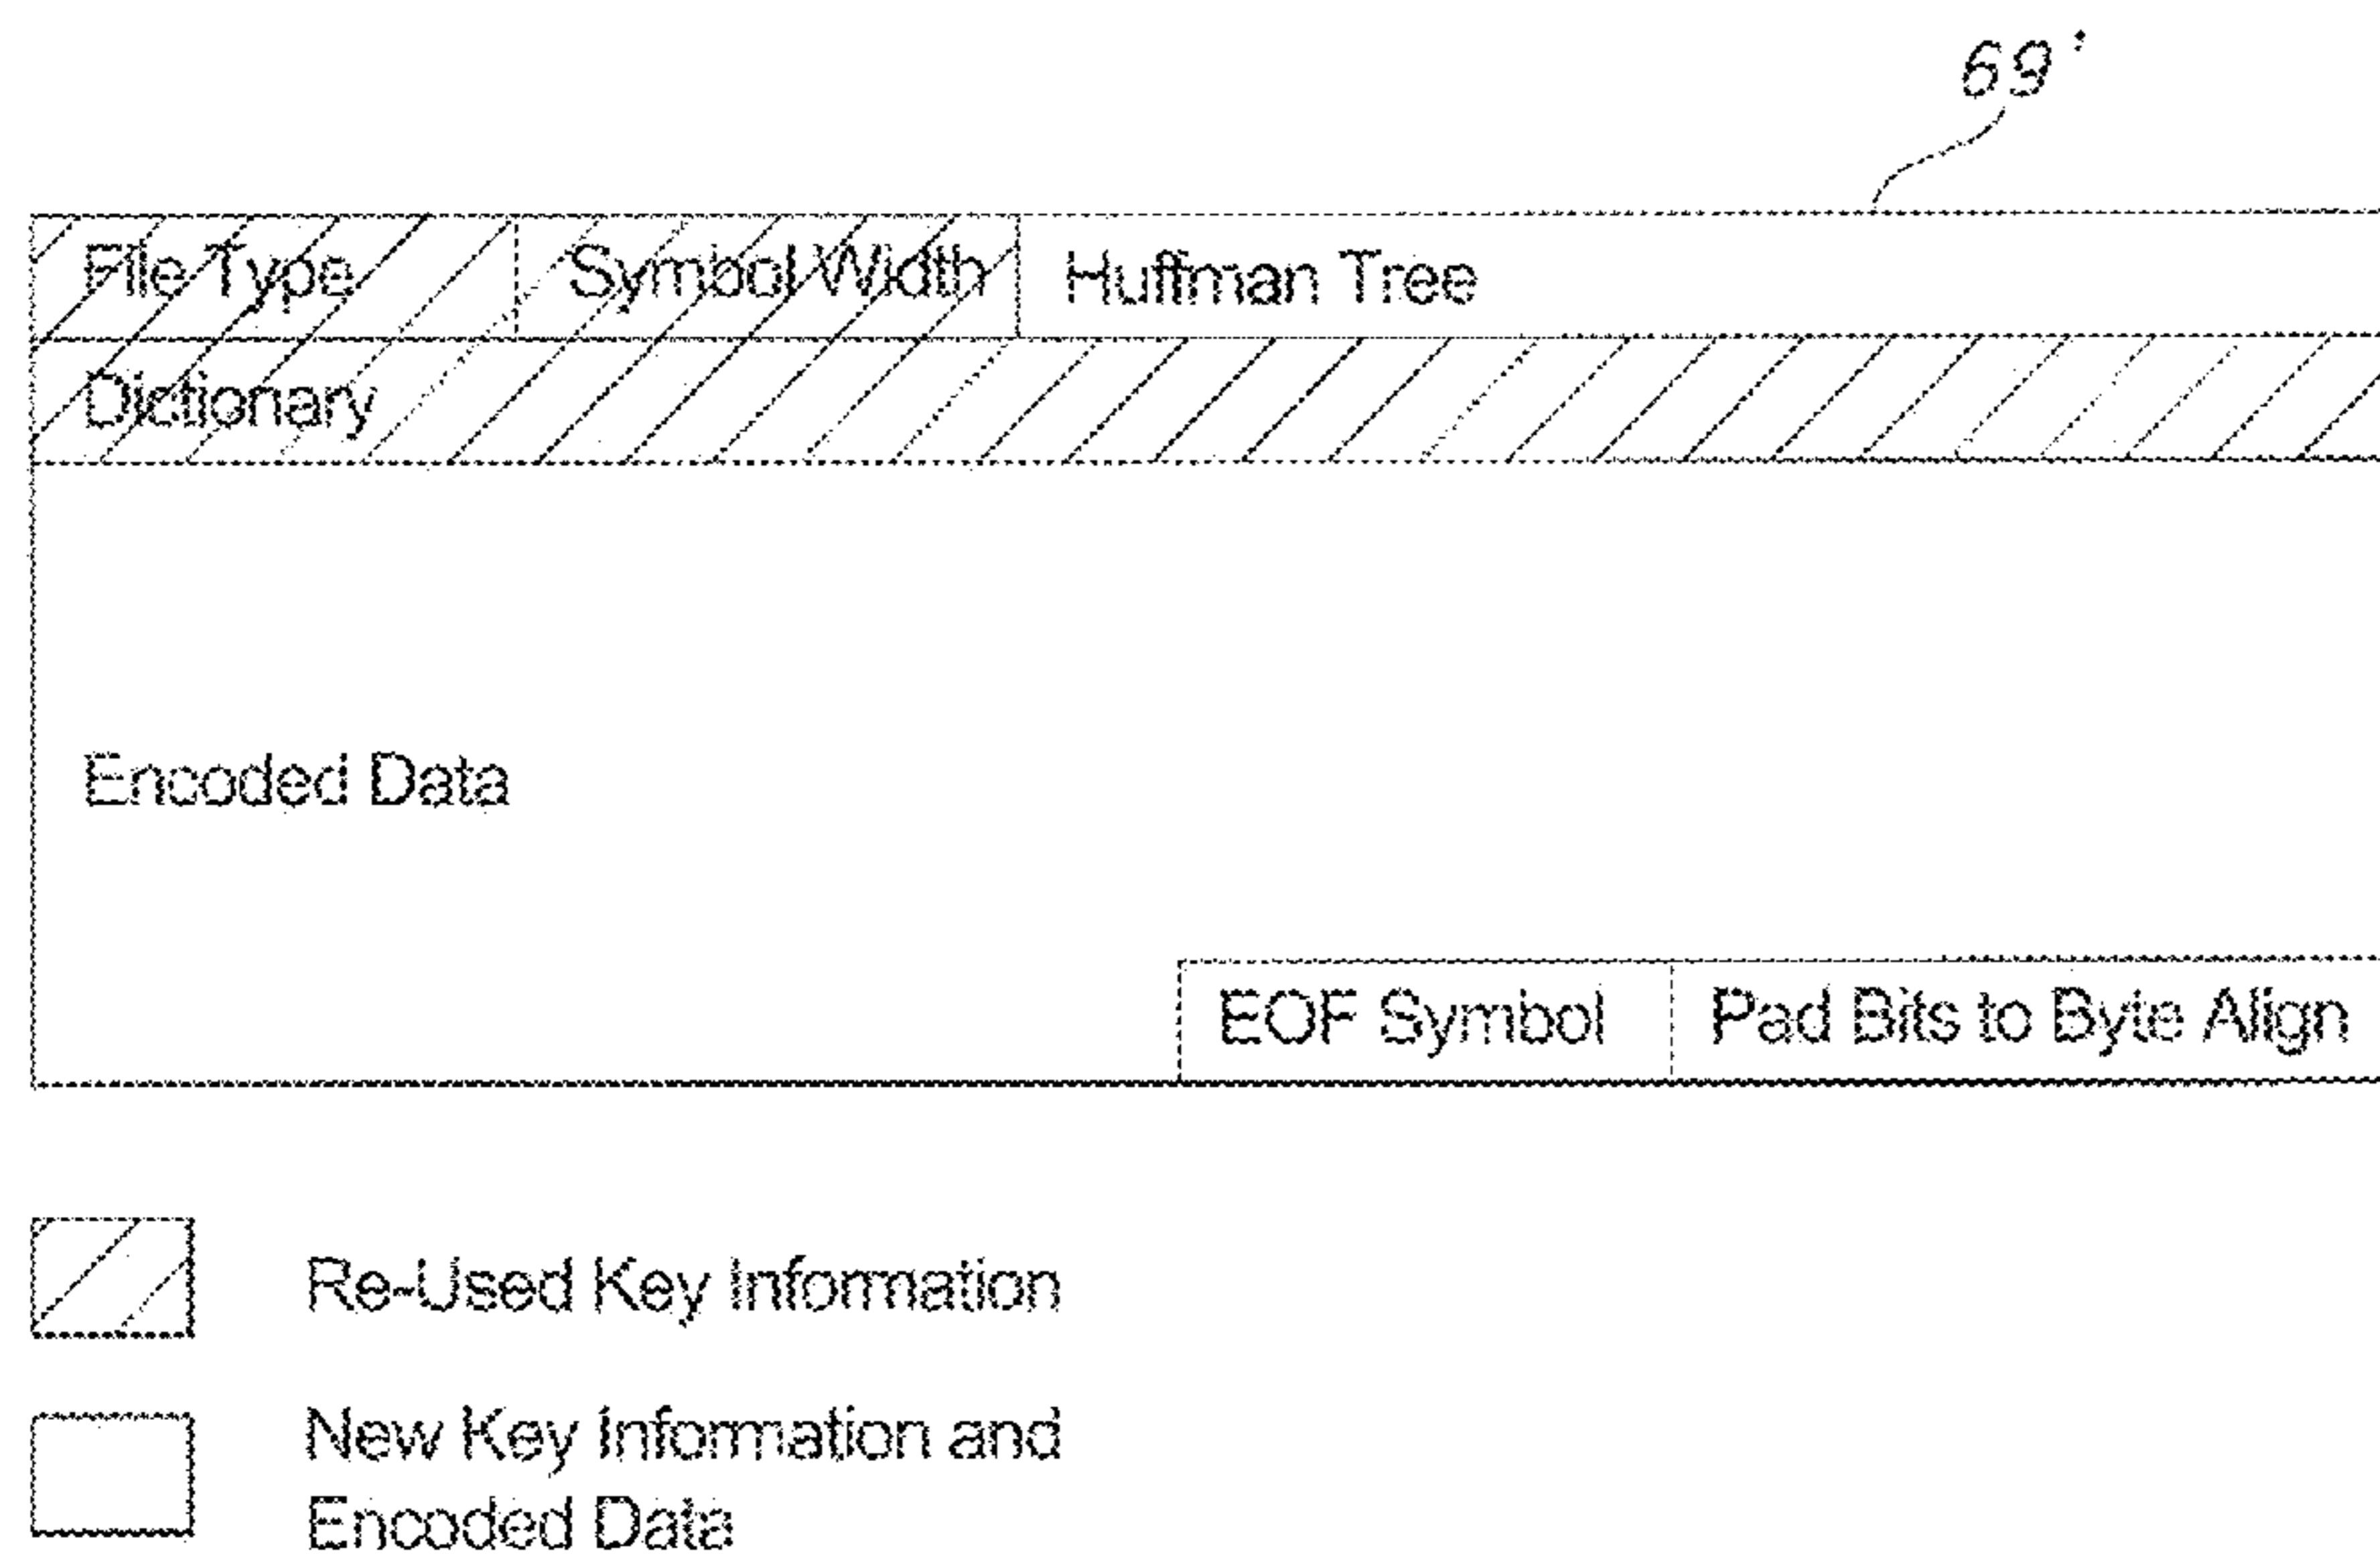 69'
File Type Symbol Width Huffman Tree
Dictionary
Encoded Data
EOF Symbol Pad Bits to Byte Align
Re-Used Key Information
New Key Information and
Encoded Data